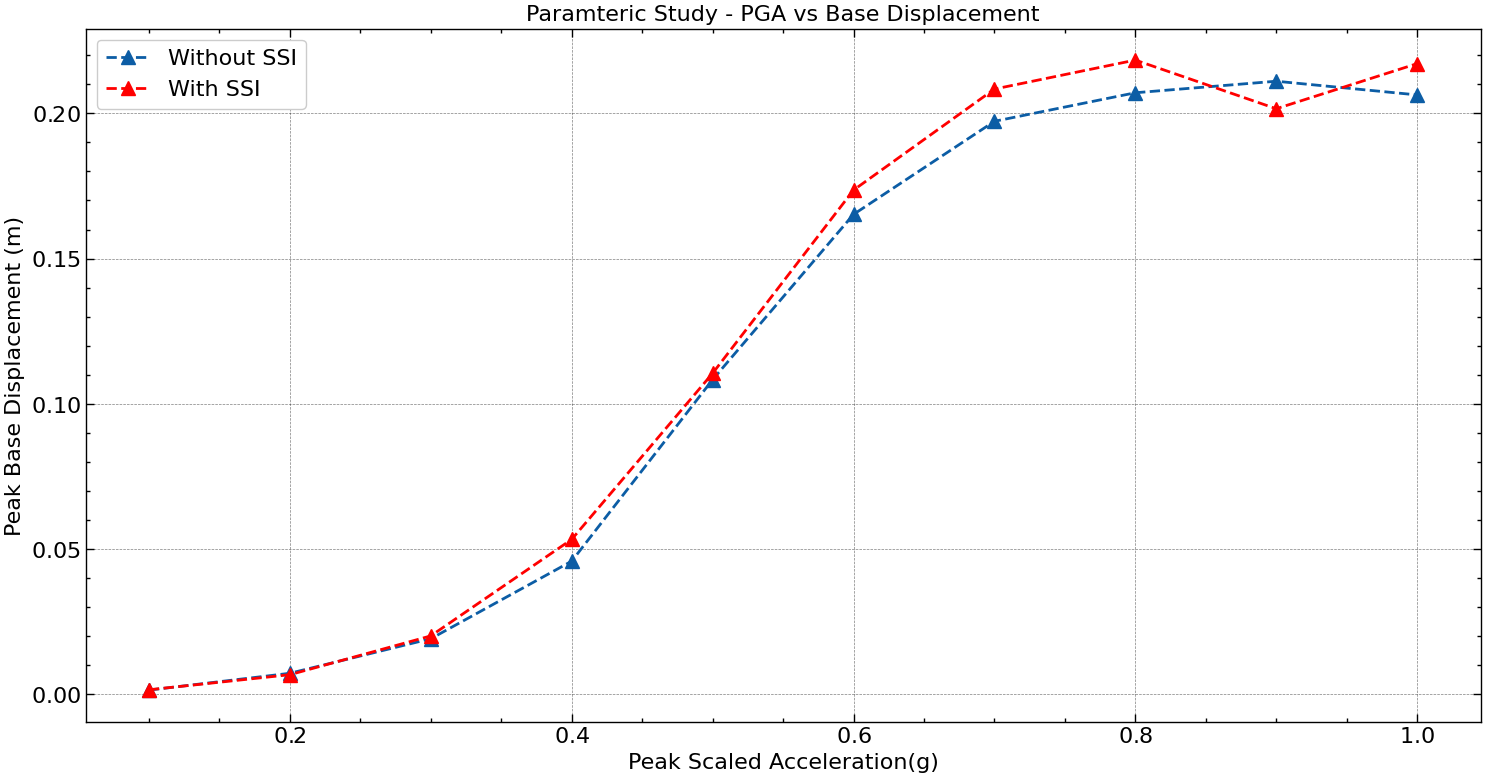 Paramteric Study - PGA vs Base Displacement
Without SSI
With SSI
Peak Base Displacement (m)
0.20
0.15
0.10
0.05
0.00
0.2
0.4
0.6
0.8
1.0
Peak Scaled Acceleration(g)